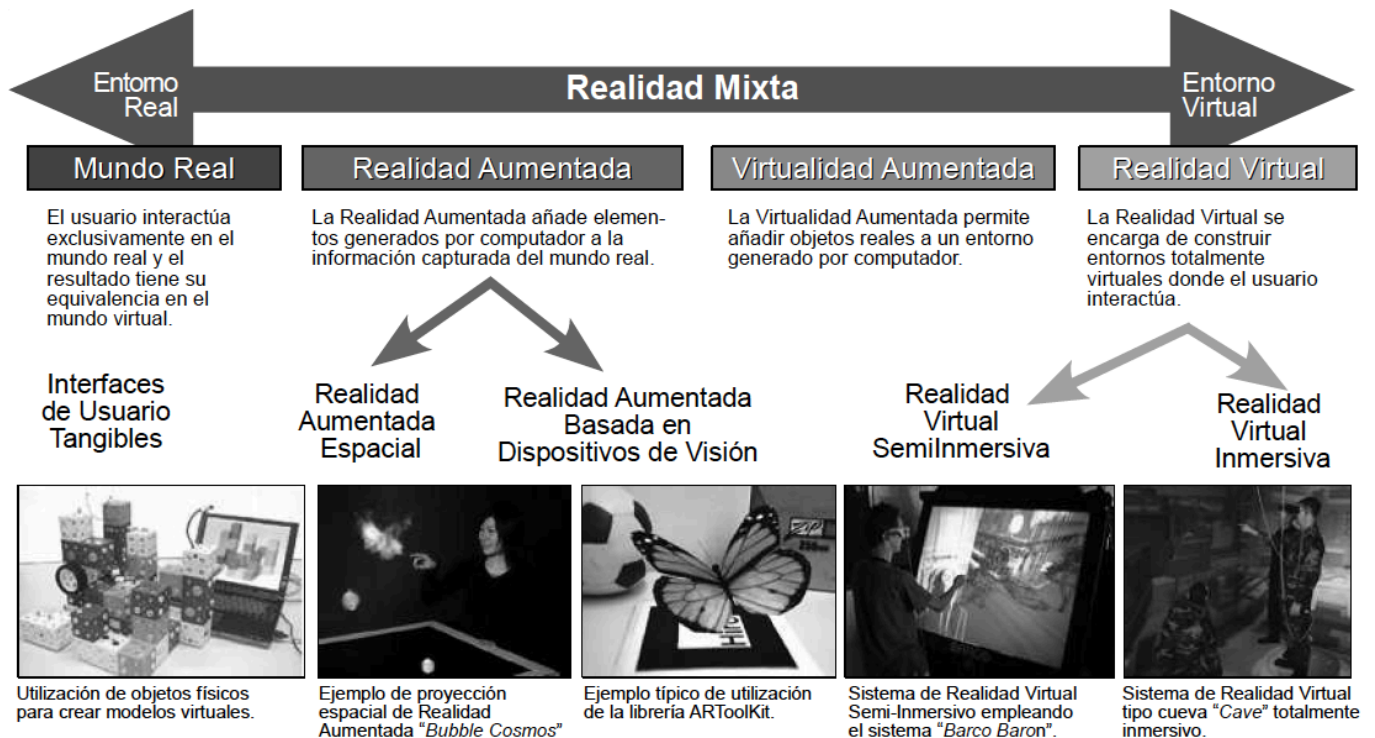 Entorno
Real
Realidad Mixta
Entorno
Virtual
Mundo Real
Realidad Aumentada
Virtualidad Aumentada
Realidad Virtual
El usuario interactúa
exclusivamente en el
mundo real y el
resultado tiene su
equivalencia en el
mundo virtual.
La Realidad Aumentada añade elemen-
tos generados por computador a la
información capturada del mundo real.
La Virtualidad Aumentada permite
añadir objetos reales a un entorno
generado por computador.
La Realidad Virtual se
encarga de construir
entornos totalmente
virtuales donde el usuario
interactúa.
Interfaces
de Usuario
Tangibles
Realidad
Aumentada
Espacial
Realidad Aumentada
Basada en
Dispositivos de Visión
Realidad
Virtual
SemiInmersiva
Realidad
Virtual
Inmersiva
Utilización de objetos físicos
para crear modelos virtuales.
Ejemplo de proyección
espacial de Realidad
Aumentada “Bubble Cosmos”
Ejemplo típico de utilización
de la librería ARToolKit.
Sistema de Realidad Virtual
Semi-Inmersivo empleando
el sistema “Barco Baron”.
Sistema de Realidad Virtual
tipo cueva “Cave” totalmente
inmersivo.